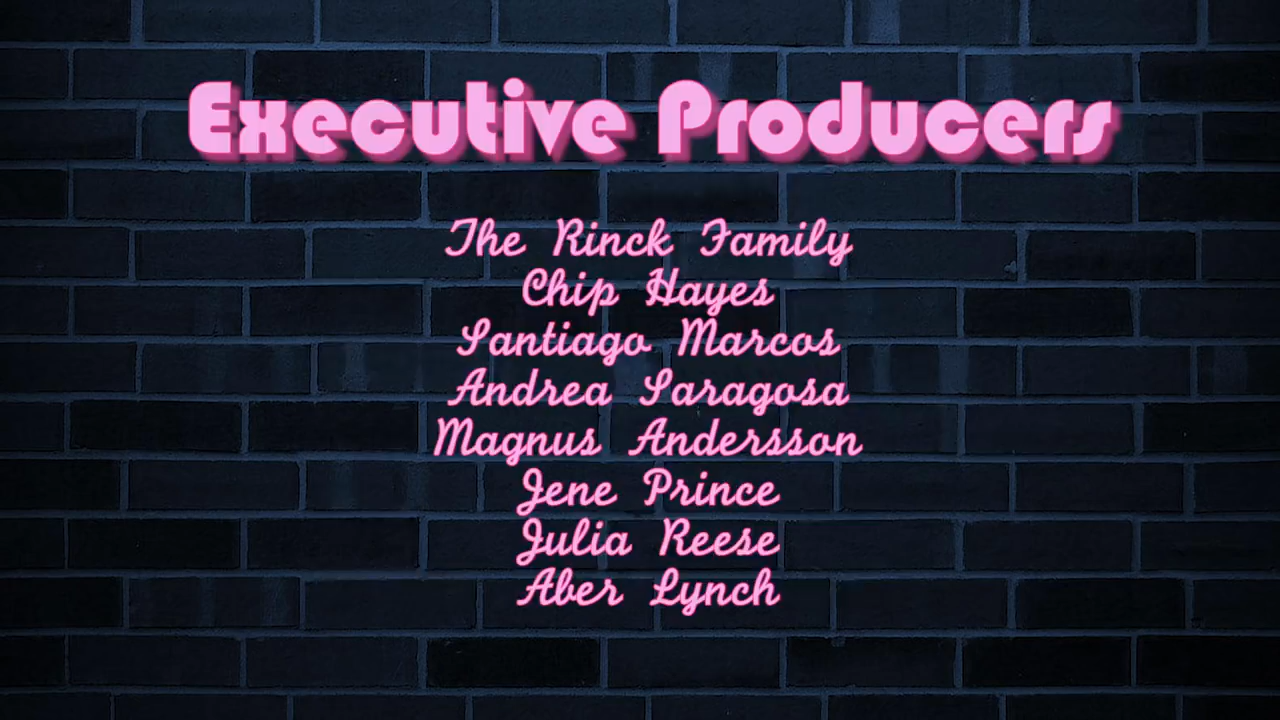 Executive Producers
The Rinck Family
Chip Hayes
Santiago Marcos
Andrea Saragosa
Magnus Andersson
Jene Prince
Julia Reese
Aber Lynch